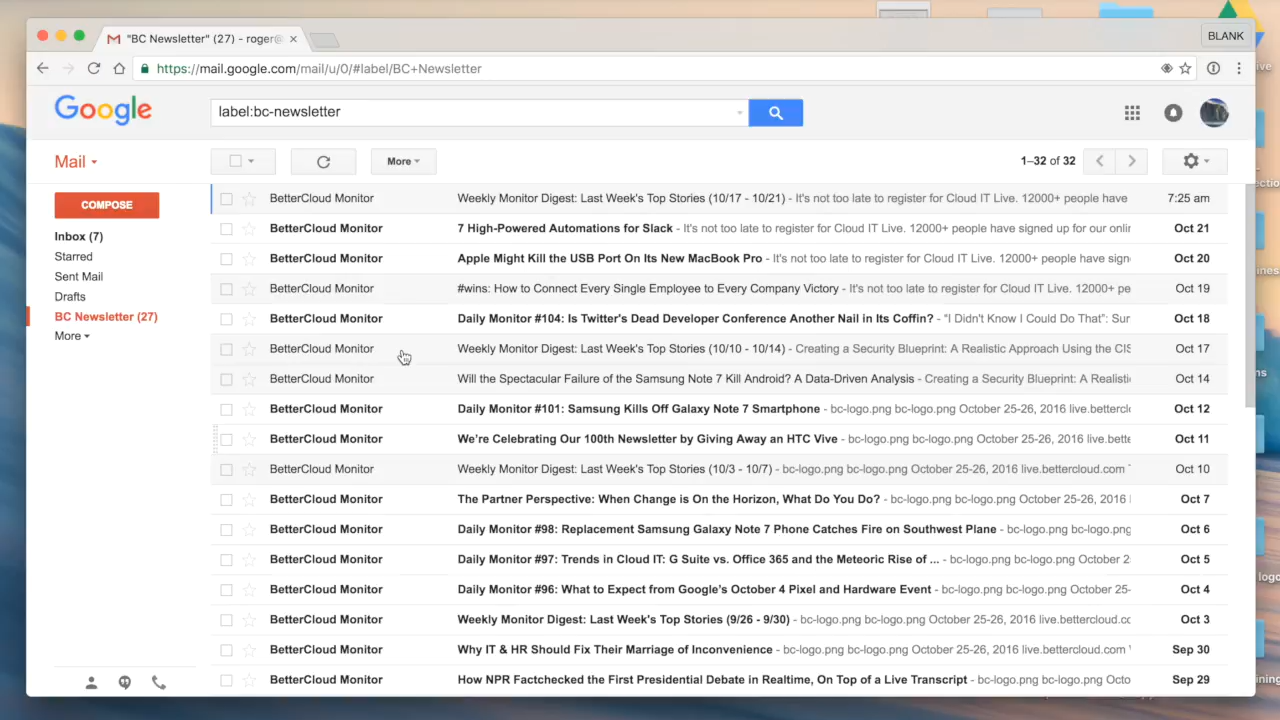 "BC Newsletter" (27) - roger@
BLANK
https://mail.google.com/mail/u/0/#label/BC+Newsletter
ive
Google
label:bc-newsletter
Mail
More
1–32 of 32
COMPOSE
Inbox (7)
Starred
Sent Mail
Drafts
BC Newsletter (27)
More
BetterCloud Monitor Weekly Monitor Digest: Last Week's Top Stories (10/17 - 10/21) - It's not too late to register for Cloud IT Live. 12000+ people have 7:25 am
BetterCloud Monitor 7 High-Powered Automations for Slack - It's not too late to register for Cloud IT Live. 12000+ people have signed up for our onlir Oct 21
BetterCloud Monitor Apple Might Kill the USB Port On Its New MacBook Pro - It's not too late to register for Cloud IT Live. 12000+ people have sign Oct 20
BetterCloud Monitor #wins: How to Connect Every Single Employee to Every Company Victory - It's not too late to register for Cloud IT Live. 12000+ pe Oct 19
BetterCloud Monitor Daily Monitor #104: Is Twitter's Dead Developer Conference Another Nail in Its Coffin? - "I Didn't Know I Could Do That": Sur Oct 18
BetterCloud Monitor Weekly Monitor Digest: Last Week's Top Stories (10/10 - 10/14) - Creating a Security Blueprint: A Realistic Approach Using the CIS Oct 17
BetterCloud Monitor Will the Spectacular Failure of the Samsung Note 7 Kill Android? A Data-Driven Analysis - Creating a Security Blueprint: A Realisti Oct 14
BetterCloud Monitor Daily Monitor #101: Samsung Kills Off Galaxy Note 7 Smartphone - bc-logo.png bc-logo.png October 25-26, 2016 live.betterclo Oct 12
BetterCloud Monitor We're Celebrating Our 100th Newsletter by Giving Away an HTC Vive - bc-logo.png bc-logo.png October 25-26, 2016 live.bette Oct 11
BetterCloud Monitor Weekly Monitor Digest: Last Week's Top Stories (10/3 - 10/7) - bc-logo.png bc-logo.png October 25-26, 2016 live.bettercloud.com Oct 10
BetterCloud Monitor The Partner Perspective: When Change is On the Horizon, What Do You Do? - bc-logo.png bc-logo.png October 25-26, 2016 Oct 7
BetterCloud Monitor Daily Monitor #98: Replacement Samsung Galaxy Note 7 Phone Catches Fire on Southwest Plane - bc-logo.png bc-logo.png Oct 6
BetterCloud Monitor Daily Monitor #97: Trends in Cloud IT: G Suite vs. Office 365 and the Meteoric Rise of ... - bc-logo.png bc-logo.png October 2 Oct 5
BetterCloud Monitor Daily Monitor #96: What to Expect from Google's October 4 Pixel and Hardware Event - bc-logo.png bc-logo.png October 25- Oct 4
BetterCloud Monitor Weekly Monitor Digest: Last Week's Top Stories (9/26 - 9/30) - bc-logo.png bc-logo.png October 25-26, 2016 live.bettercloud.cc Oct 3
BetterCloud Monitor Why IT & HR Should Fix Their Marriage of Inconvenience - bc-logo.png bc-logo.png October 25-26, 2016 live.bettercloud.com Sep 30
BetterCloud Monitor How NPR Factchecked the First Presidential Debate in Realtime, On Top of a Live Transcript - bc-logo.png bc-logo.png Octo Sep 29